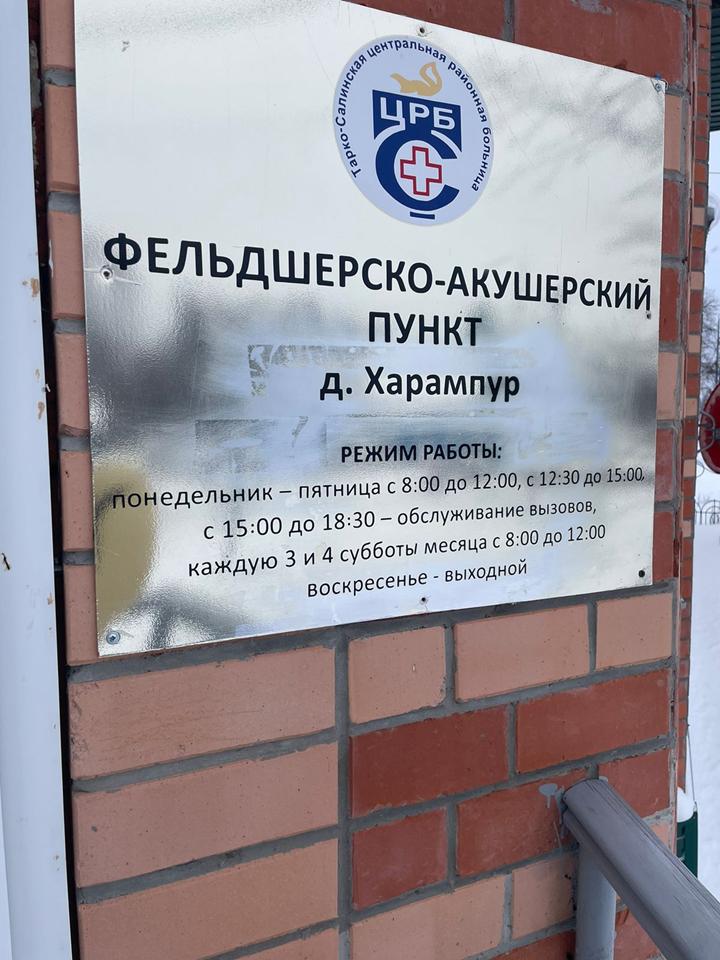 Тарко-Салинская центральная районная больница
ЦРБ
ФЕЛЬДШЕРСКО-АКУШЕРСКИЙ
ПУНКТ
д. Харампур
РЕЖИМ РАБОТЫ:
понедельник – пятница с 8:00 до 12:00, с 12:30 до 15:00,
с 15:00 до 18:30 – обслуживание вызовов,
каждую 3 и 4 субботы месяца с 8:00 до 12:00
воскресенье - выходной